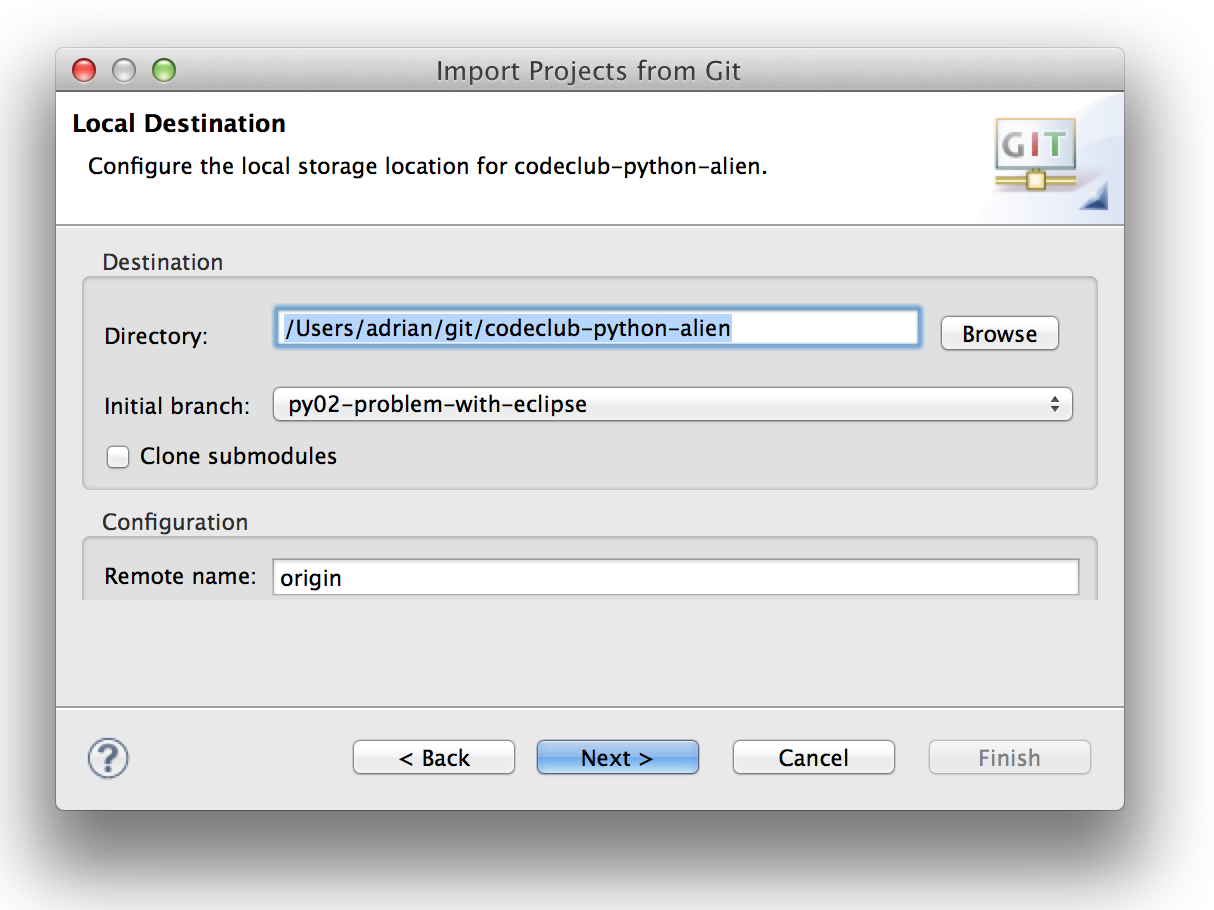 Import Projects from Git
Local Destination
Configure the local storage location for codeclub-python-alien.
GIT
Destination
Directory: /Users/adrian/git/codeclub-python-alien Browse
Initial branch: py02-problem-with-eclipse
Clone submodules
Configuration
Remote name: origin
? < Back Next > Cancel Finish